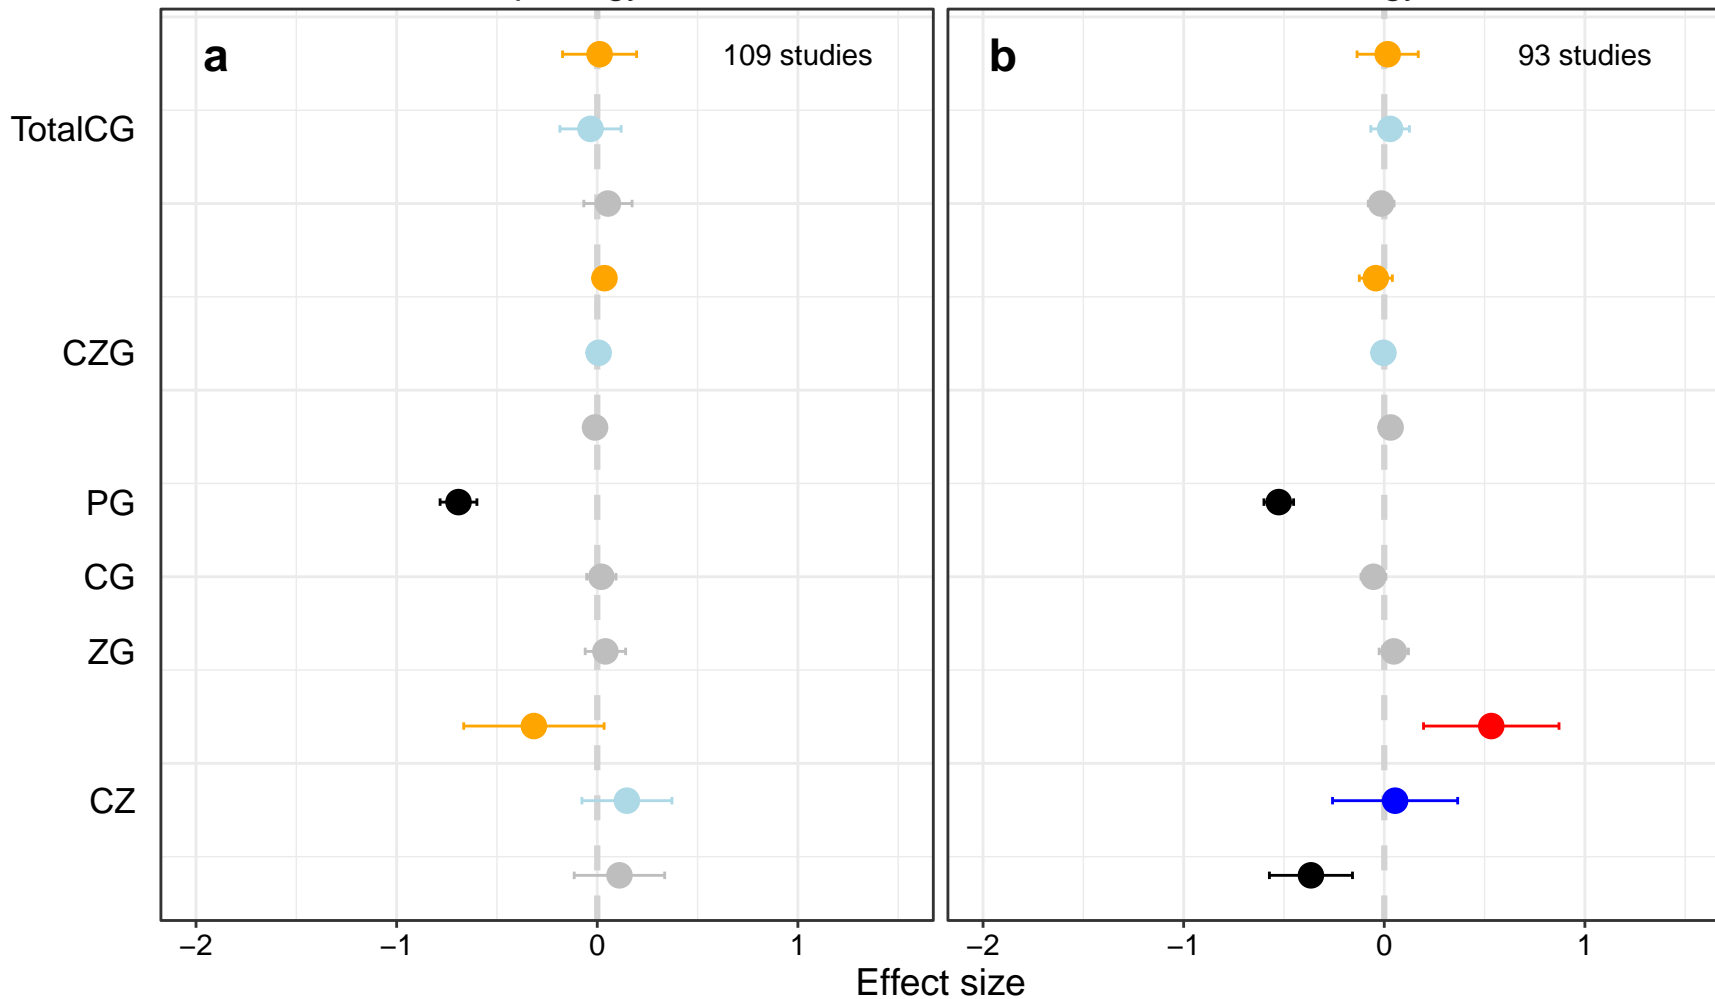 a
109 studies
b
93 studies
TotalCG
CZG
PG
CG
ZG
CZ
−2
−1
0
1
−2
−1
0
1
Effect size